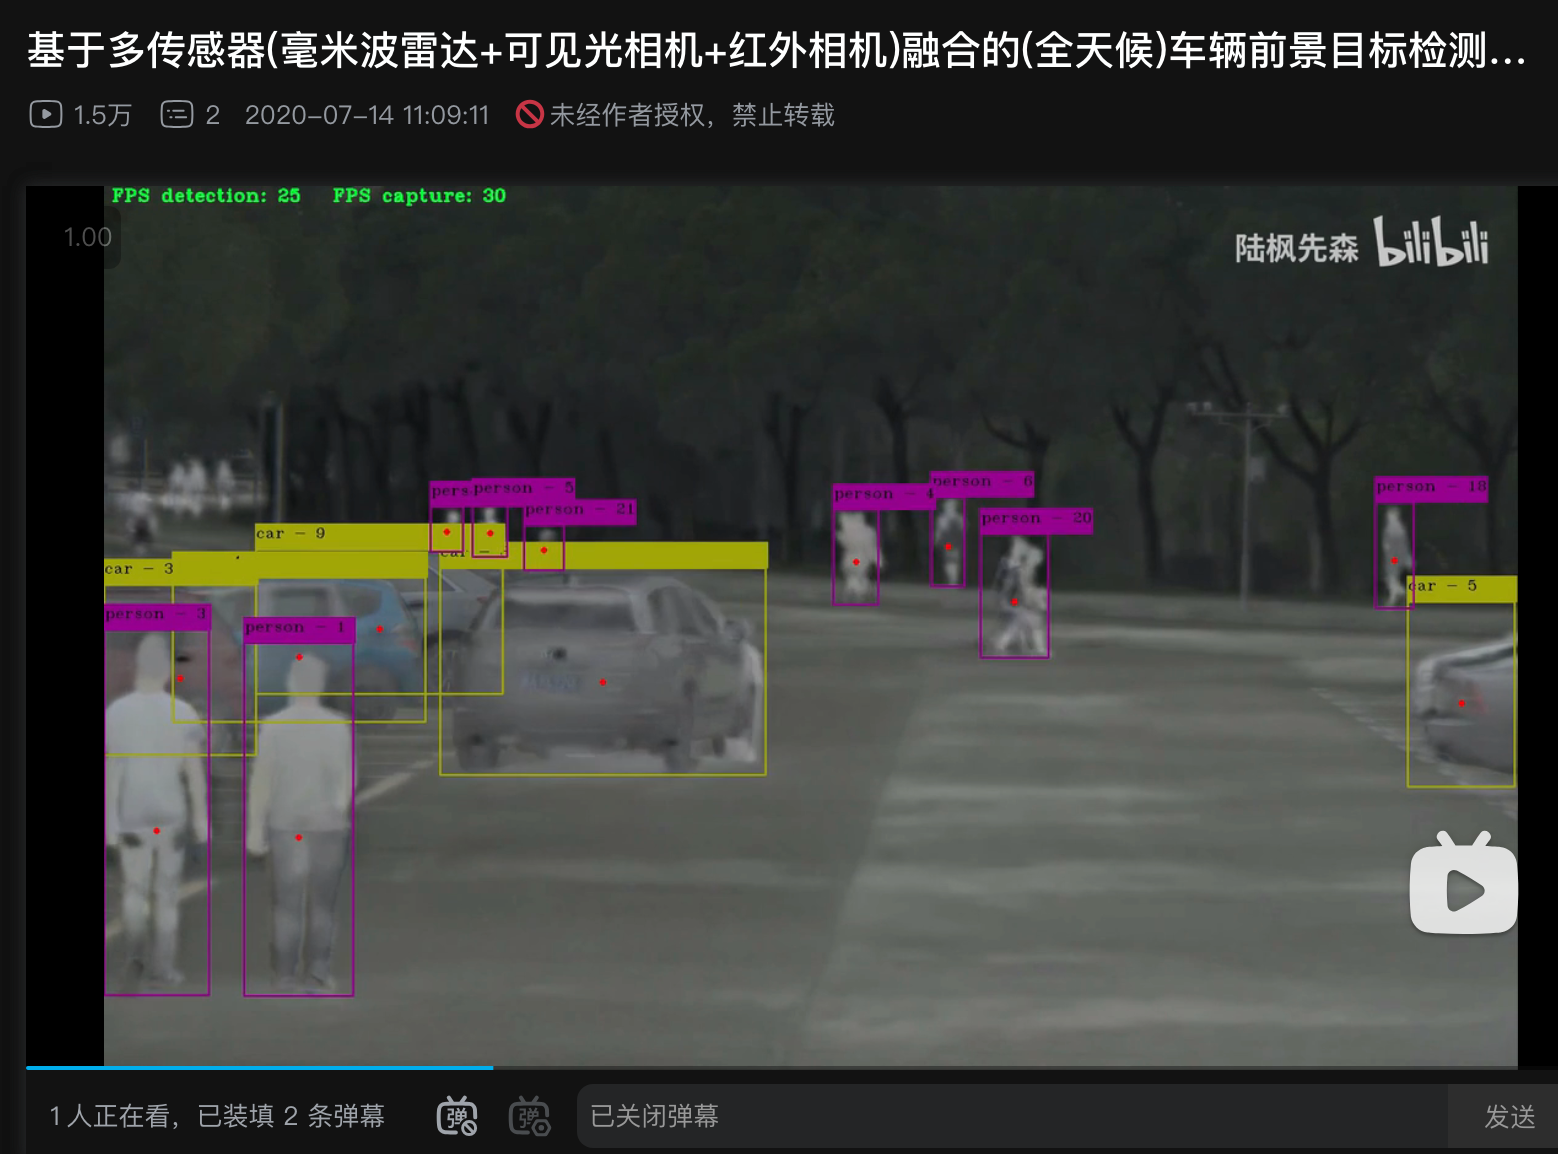 基于多传感器(毫米波雷达+可见光相机+红外相机)融合的(全天候)车辆前景目标检测...
1.5万 2 2020-07-14 11:09:11 未经作者授权，禁止转载
FPS detection: 25 FPS capture: 30
1.00
陆枫先森 bilibili
person - 6
pers person - 5
person - 4
person - 18
person - 21
person - 20
car - 9
car -
car - 3
car - 5
person - 3
person - 1
1人正在看，已装填 2 条弹幕 弹 弹 已关闭弹幕 发送